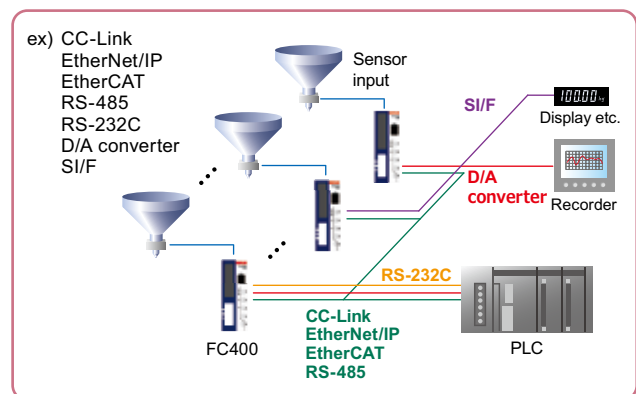 ex) CC-Link
EtherNet/IP
EtherCAT
RS-485
RS-232C
D/A converter
SI/F
Sensor
input
SI/F
100.00 kg
Display etc.
D/A
converter
Recorder
RS-232C
CC-Link
EtherNet/IP
EtherCAT
RS-485
FC400
PLC